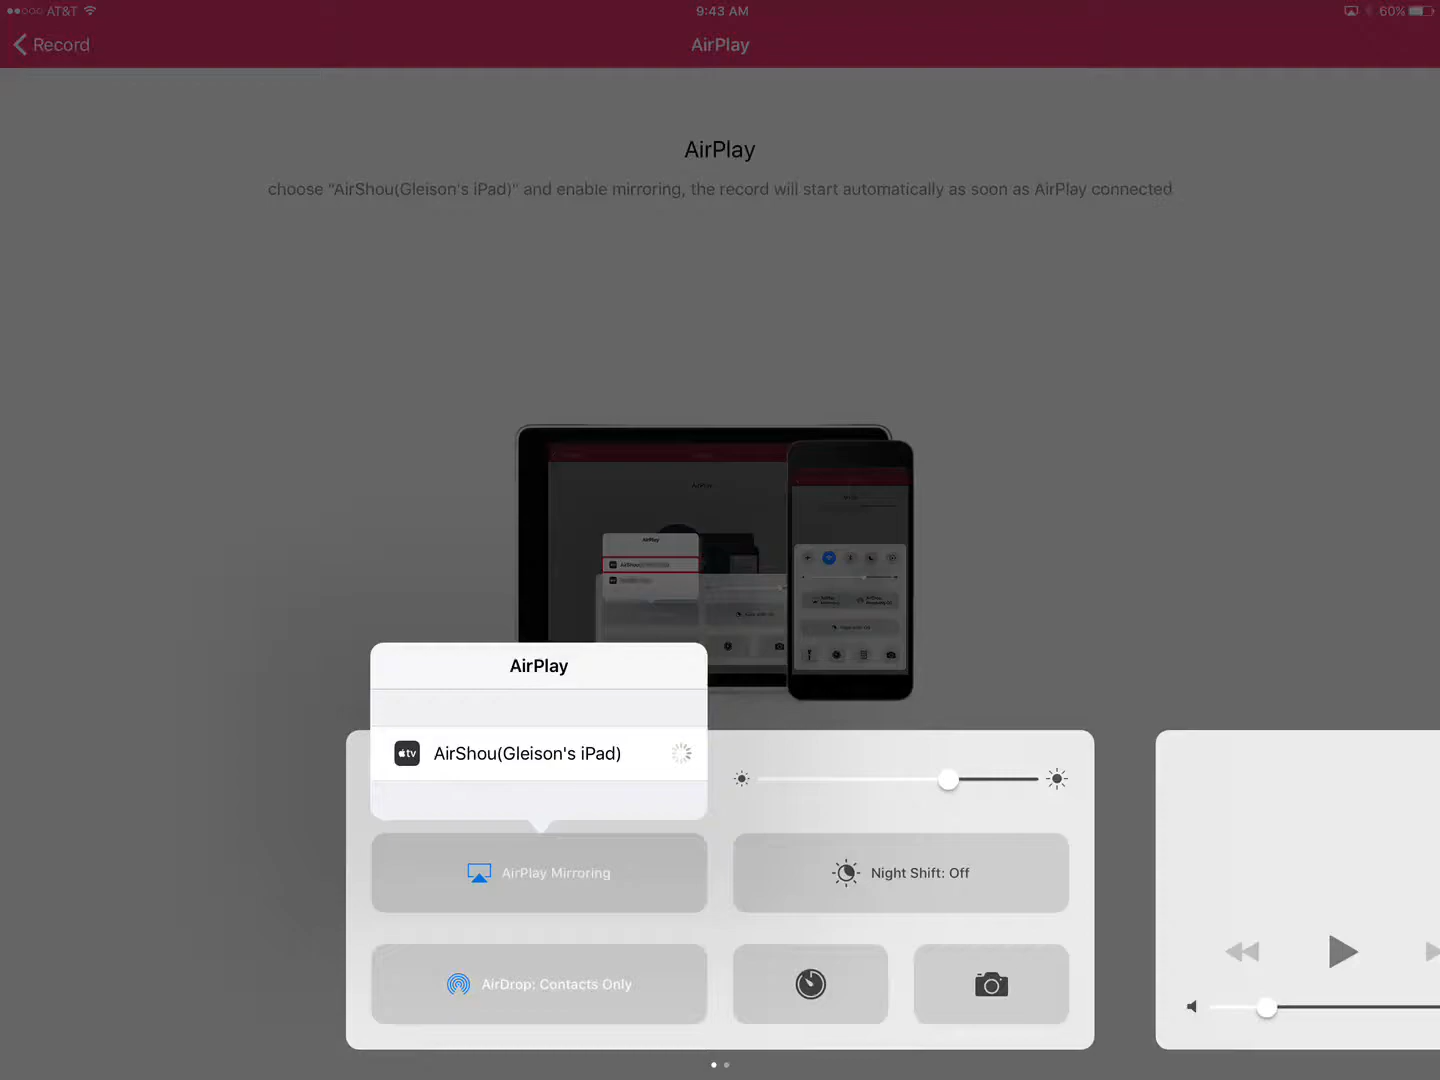 AT&T
9:43 AM
60%
Record
AirPlay
AirPlay
choose "AirShou(Gleison's iPad)" and enable mirroring, the record will start automatically as soon as AirPlay connected
AirPlay
AirPlay
tv
AirShou(Gleison's iPad)
AirPlay Mirroring
Night Shift: Off
AirDrop: Contacts Only